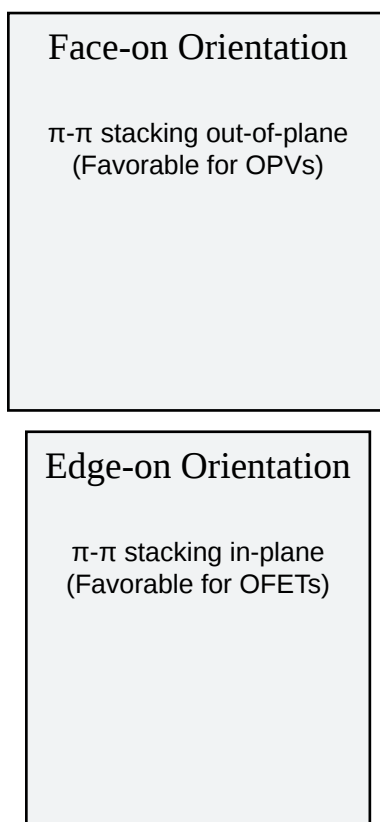 Face-on Orientation
π-π stacking out-of-plane
(Favorable for OPVs)
Edge-on Orientation
π-π stacking in-plane
(Favorable for OFETs)